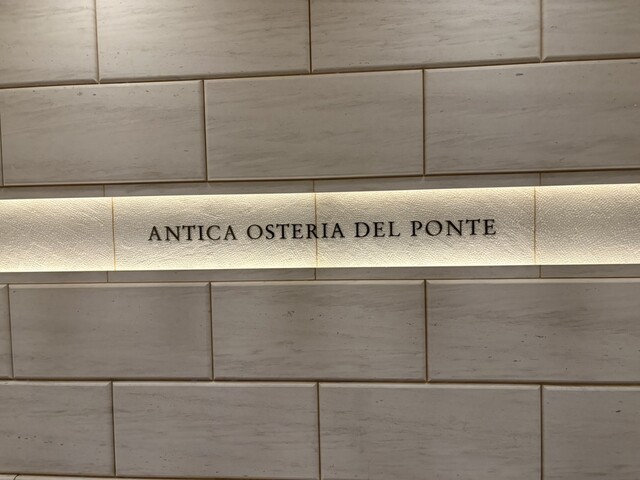 ANTICA OSTERIA DEL PONTE